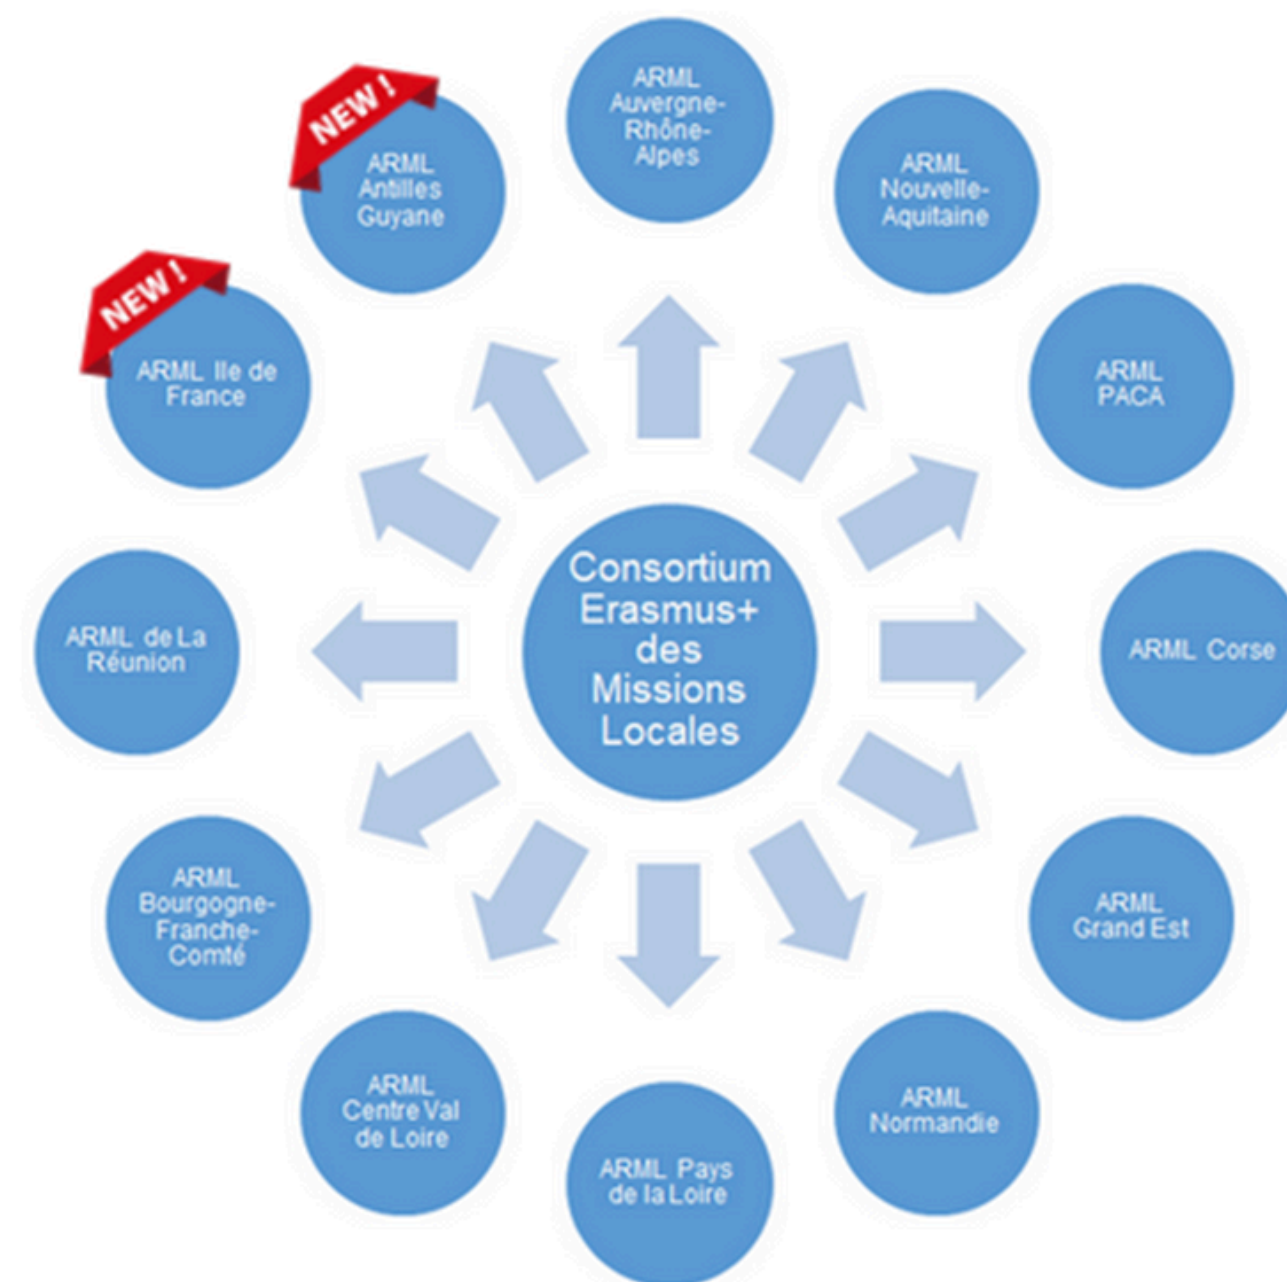 ARML
Auvergne-
Rhône-
Alpes
ARML
Nouvelle-
Aquitaine
ARML
PACA
ARML Corse
ARML
Grand Est
ARML
Normandie
ARML Pays
de la Loire
ARML
Centre Val
de Loire
ARML
Bourgogne-
Franche-
Comté
ARML de La
Réunion
NEW !
ARML Ile de
France
NEW !
ARML
Antilles
Guyane
Consortium
Erasmus+
des
Missions
Locales